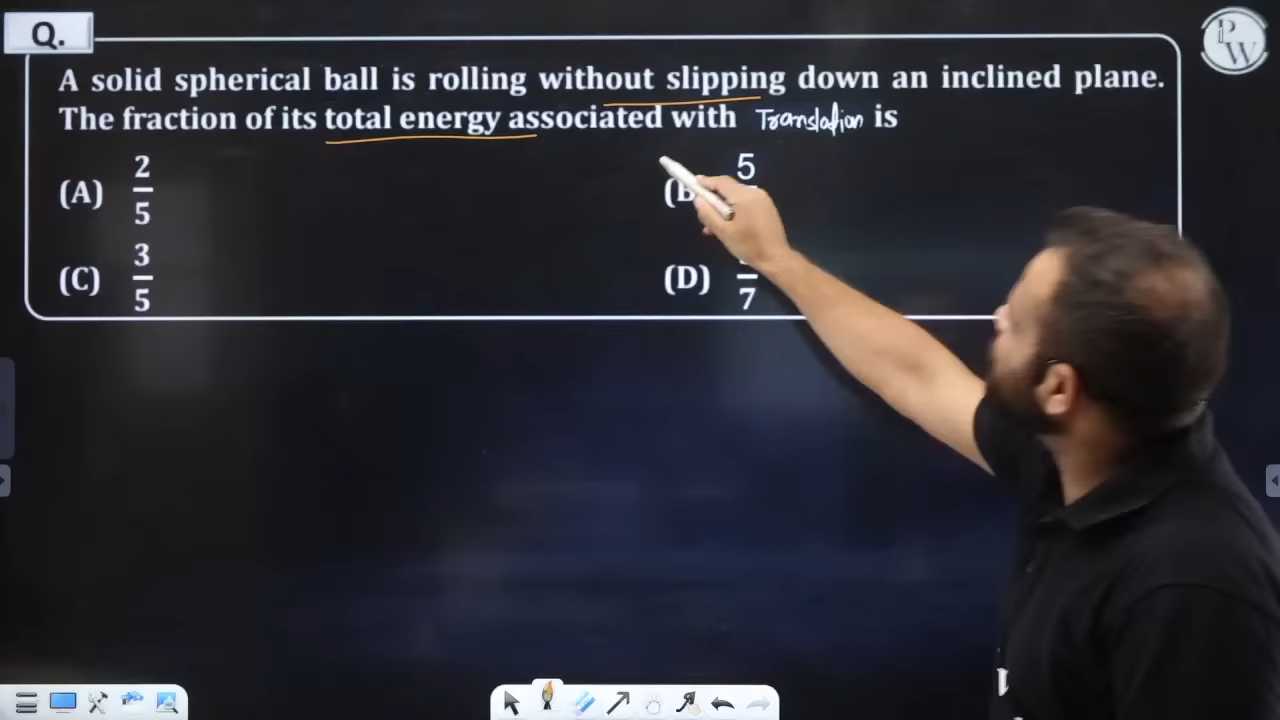 Q.
PW
A solid spherical ball is rolling without slipping down an inclined plane.
The fraction of its total energy associated with Translation is
(A) 2/5
(B) 5
(C) 3/5
(D) 7